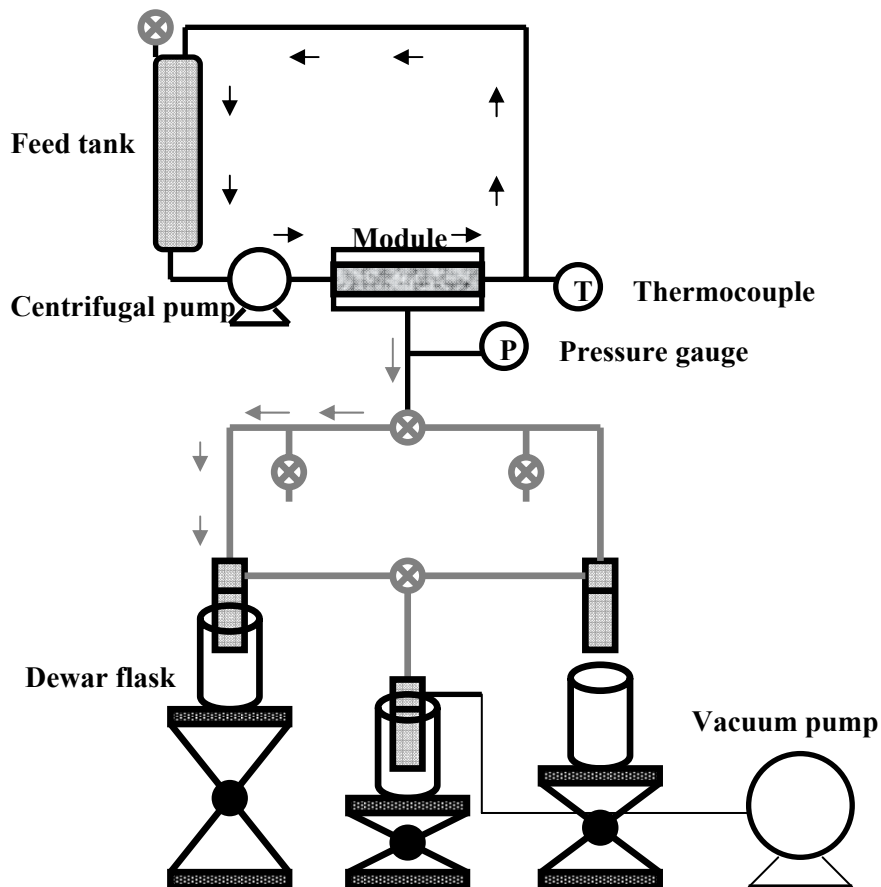 Feed tank
Module
T
Thermocouple
Centrifugal pump
P
Pressure gauge
Dewar flask
Vacuum pump